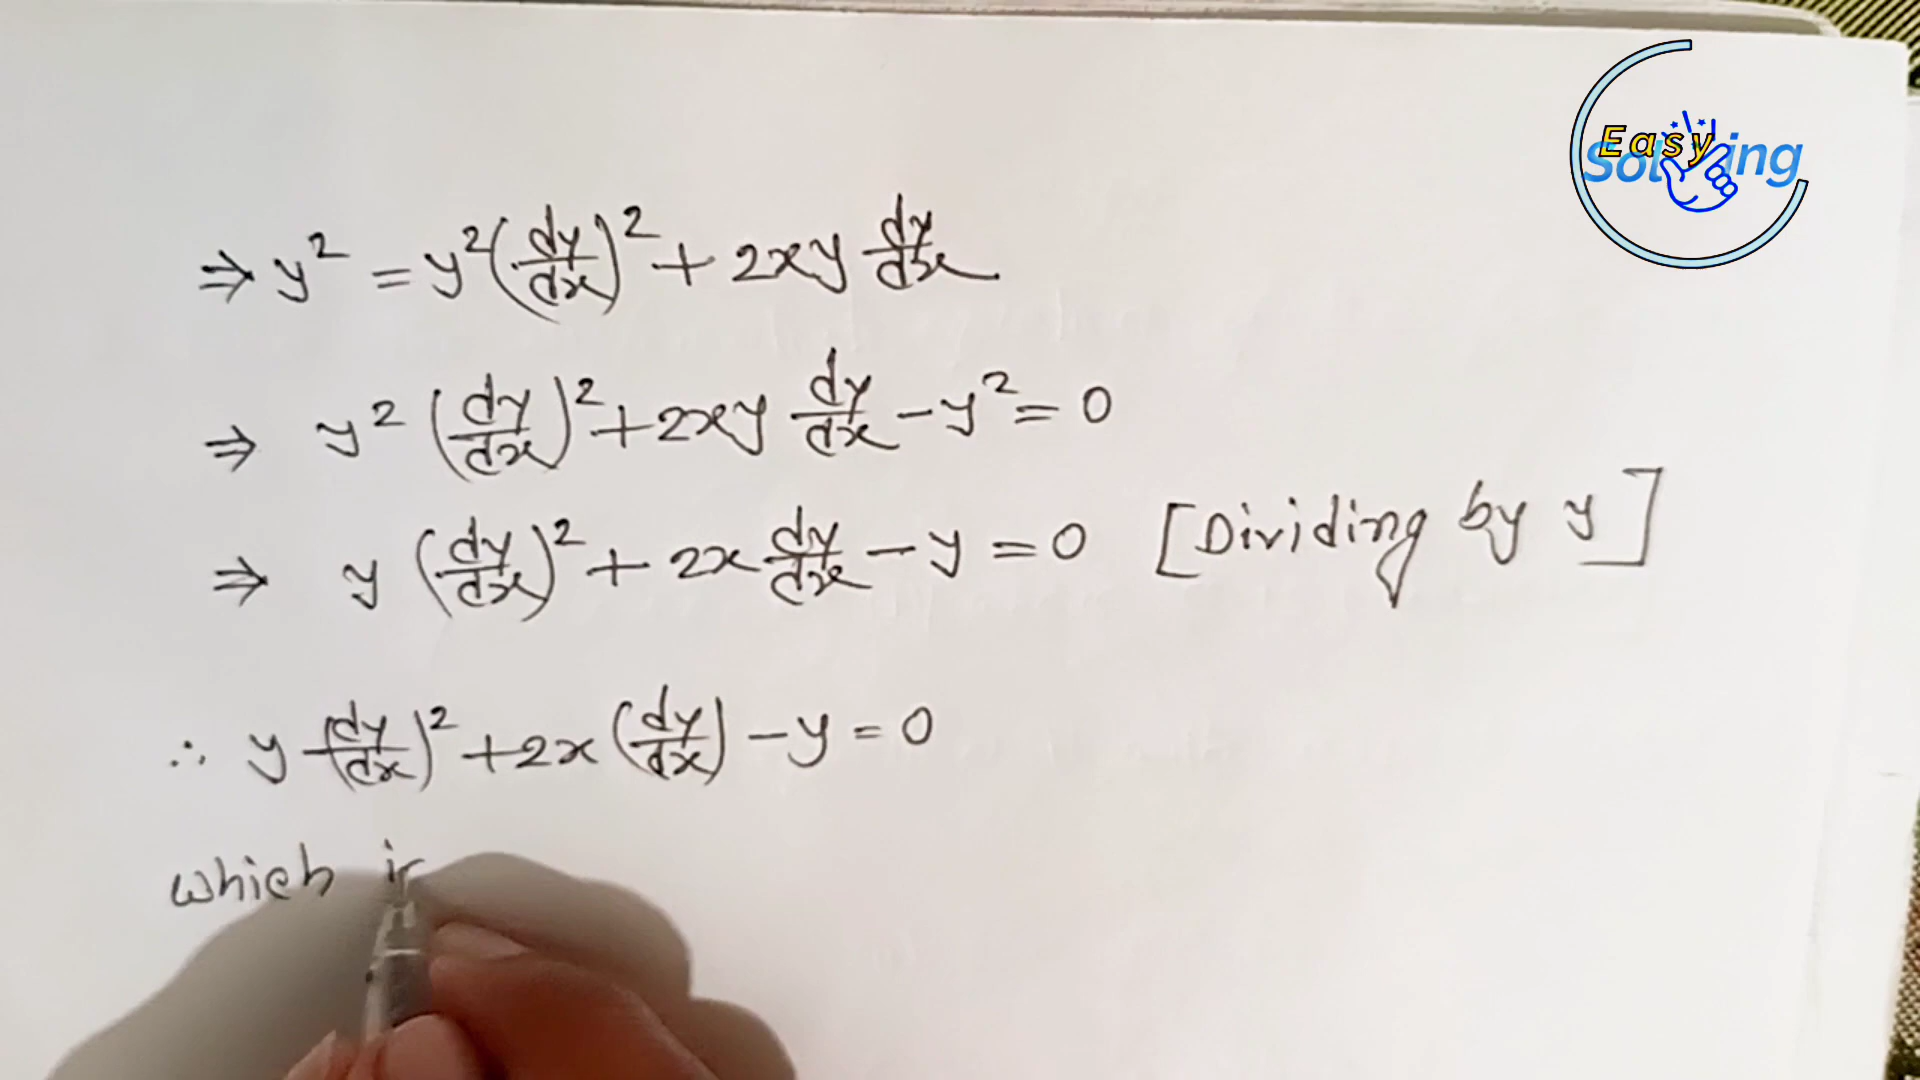 Easy
Solving
⇒ y² = y² (dy/dx)² + 2xy dy/dx
⇒ y² (dy/dx)² + 2xy dy/dx - y² = 0
⇒ y (dy/dx)² + 2x dy/dx - y = 0 [Dividing by y]
∴ y (dy/dx)² + 2x (dy/dx) - y = 0
which